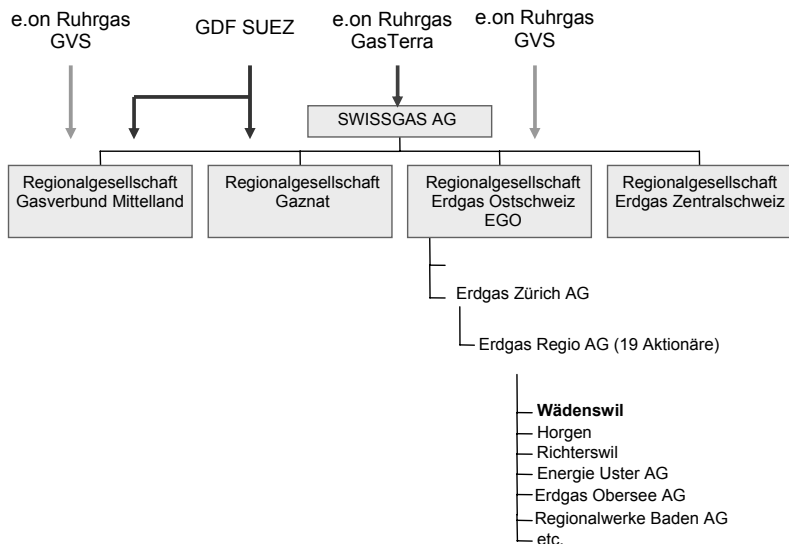 e.on Ruhrgas
GVS
GDF SUEZ
e.on Ruhrgas
GasTerra
e.on Ruhrgas
GVS
SWISSGAS AG
Regionalgesellschaft
Gasverbund Mittelland
Regionalgesellschaft
Gaznat
Regionalgesellschaft
Erdgas Ostschweiz
EGO
Regionalgesellschaft
Erdgas Zentralschweiz
Erdgas Zürich AG
Erdgas Regio AG (19 Aktionäre)
Wädenswil
Horgen
Richterswil
Energie Uster AG
Erdgas Obersee AG
Regionalwerke Baden AG
etc.